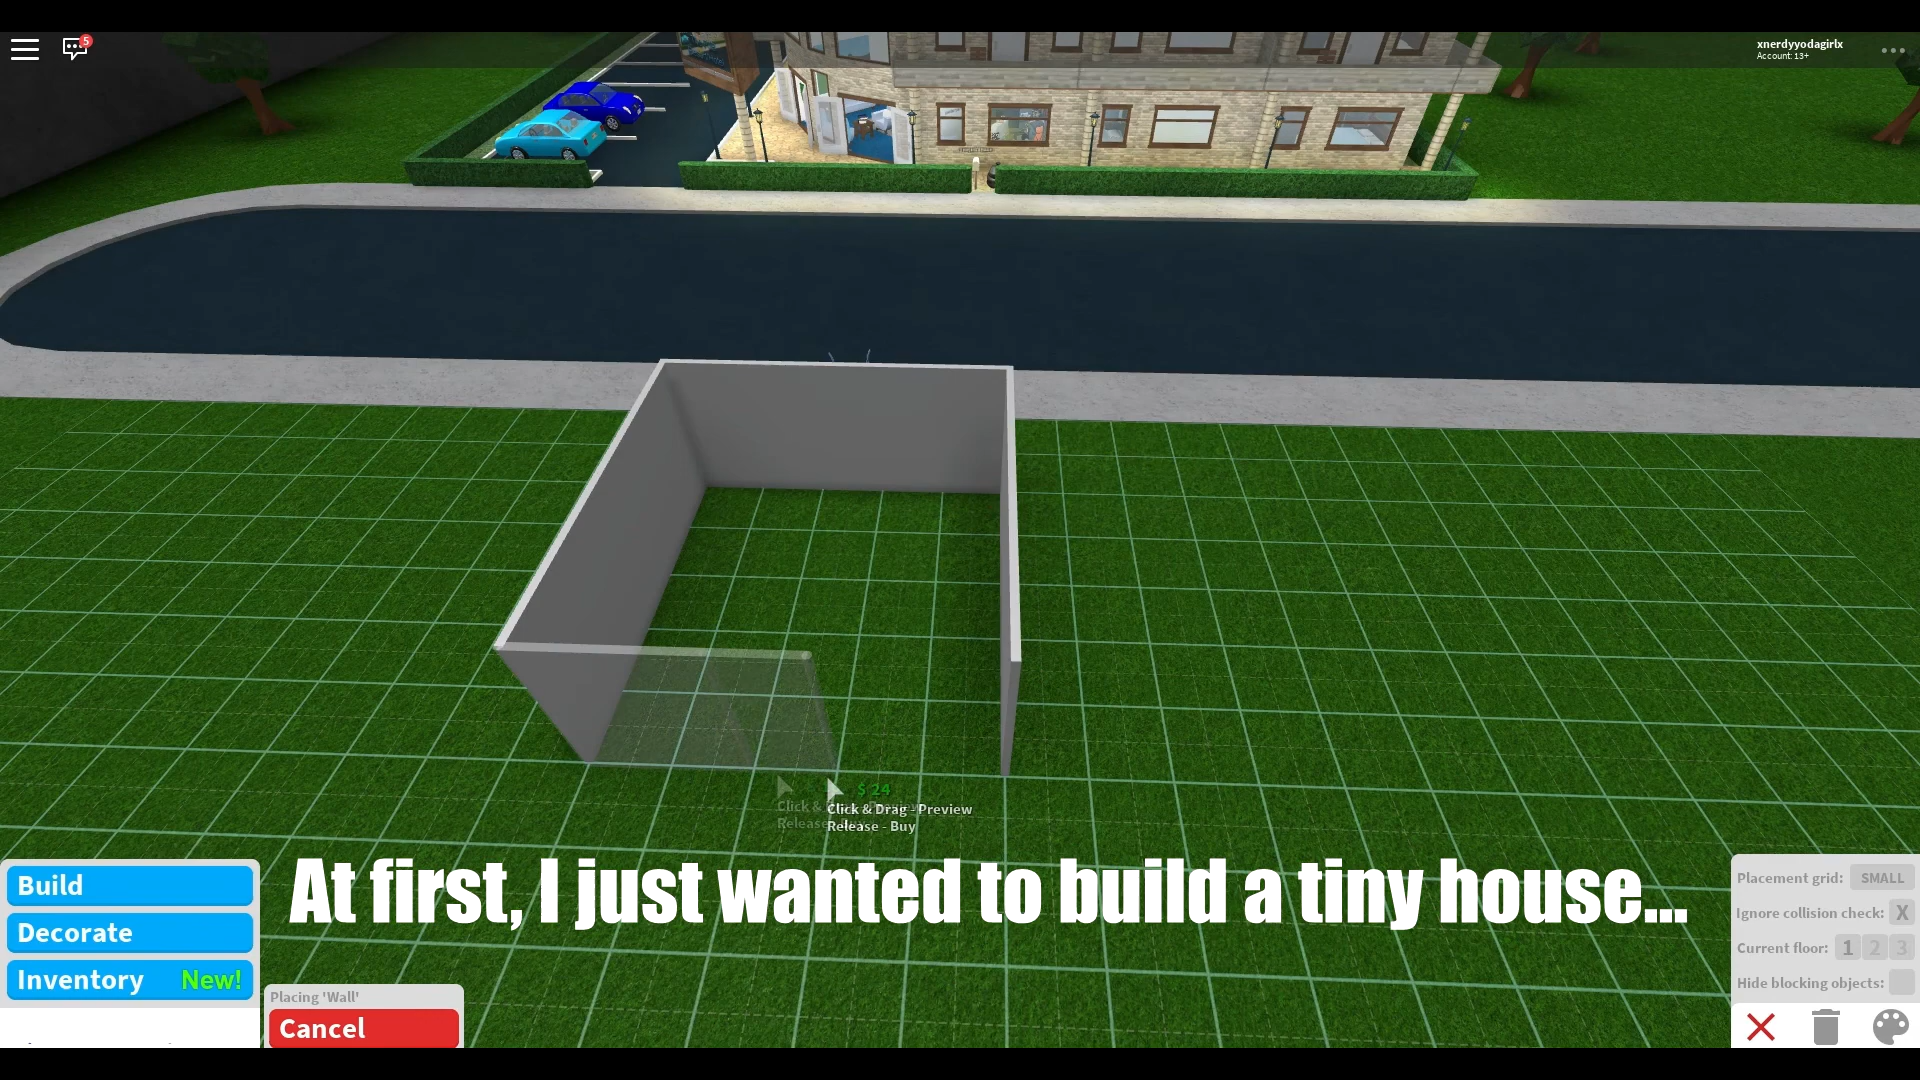 5
xnerdyyodagirlx
Account: 13+
$ 24
Click & Drag - Preview
Release - Buy
At first, I just wanted to build a tiny house...
Build
Decorate
Inventory New!
Placing 'Wall'
Cancel
Placement grid: SMALL
Ignore collision check: X
Current floor: 1 2 3
Hide blocking objects: